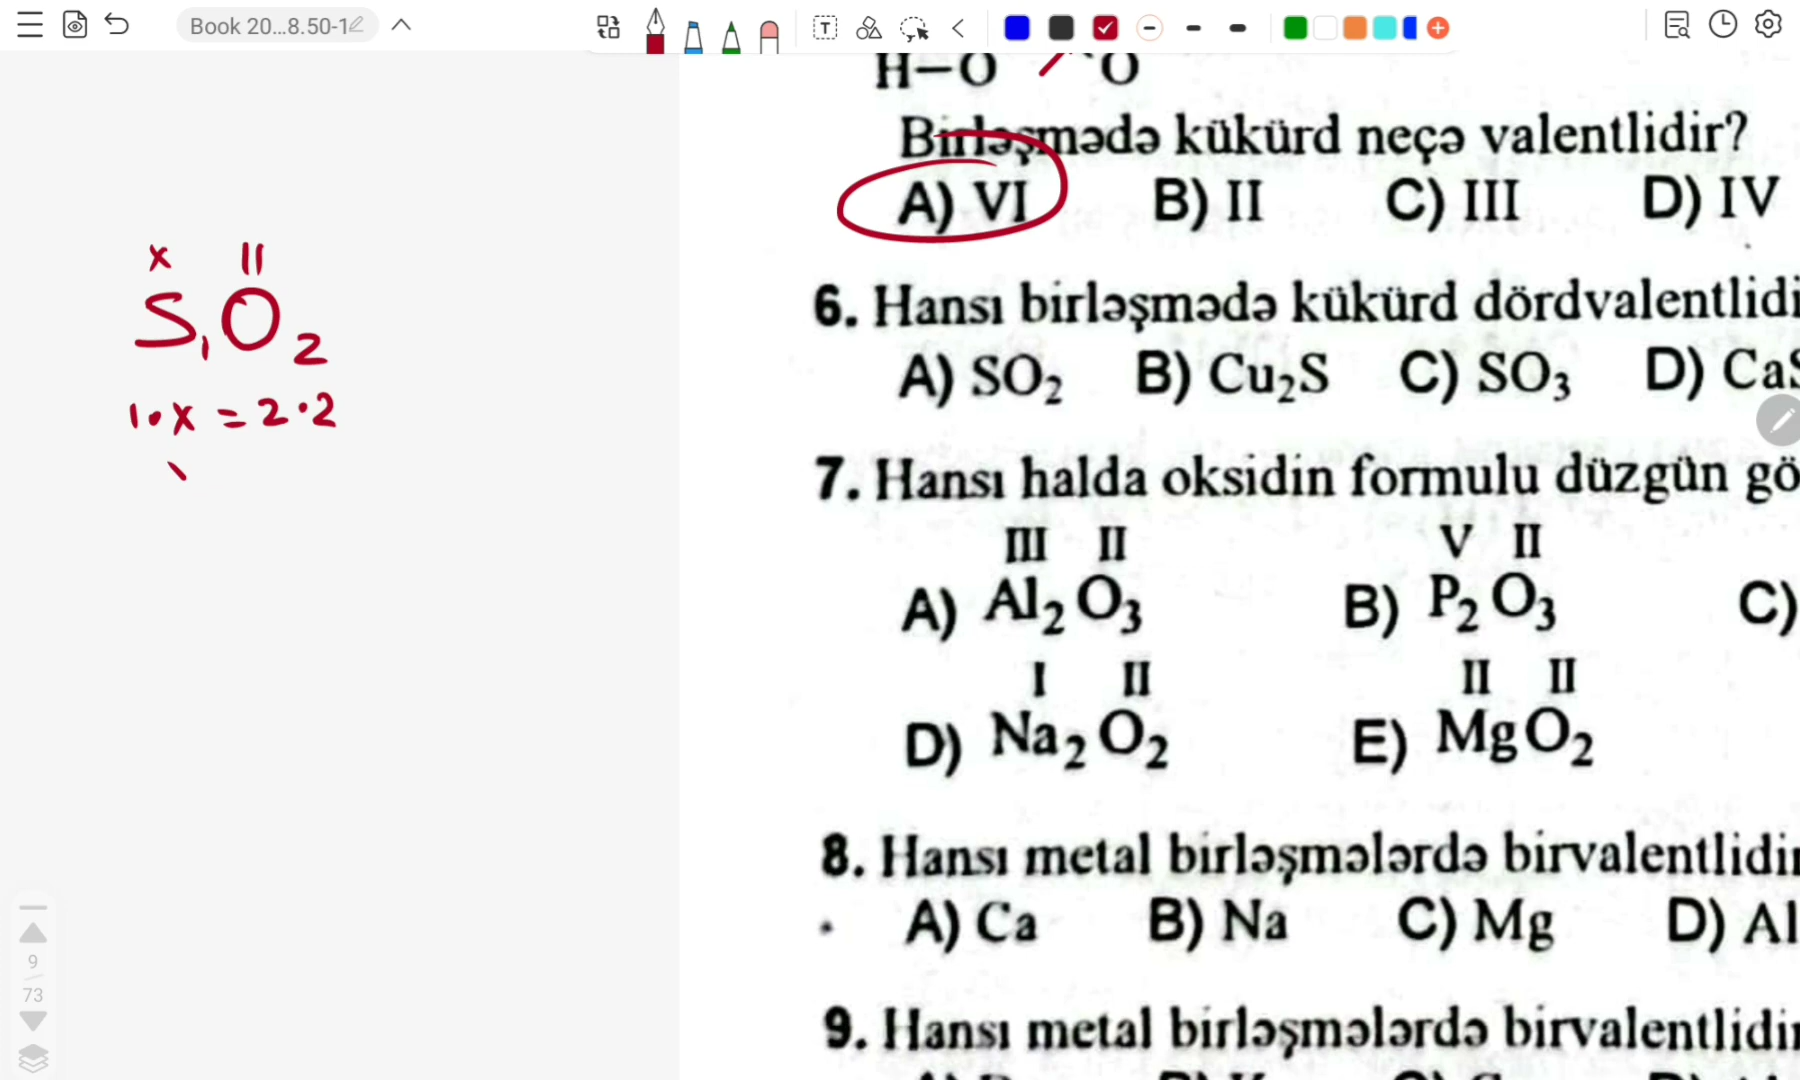 Book 20...8.50-1
H–O O
Birləşmədə kükürd neçə valentlidir?
A) VI B) II C) III D) IV
x II
S₁O₂
1·x = 2·2
6. Hansı birləşmədə kükürd dördvalentlidi
A) SO₂ B) Cu₂S C) SO₃ D) CaS
7. Hansı halda oksidin formulu düzgün gö
III II V II
A) Al₂O₃ B) P₂O₃ C)
I II II II
D) Na₂O₂ E) MgO₂
8. Hansı metal birləşmələrdə birvalentlidir
A) Ca B) Na C) Mg D) Al
9. Hansı metal birləşmələrdə birvalentlidir
9
73